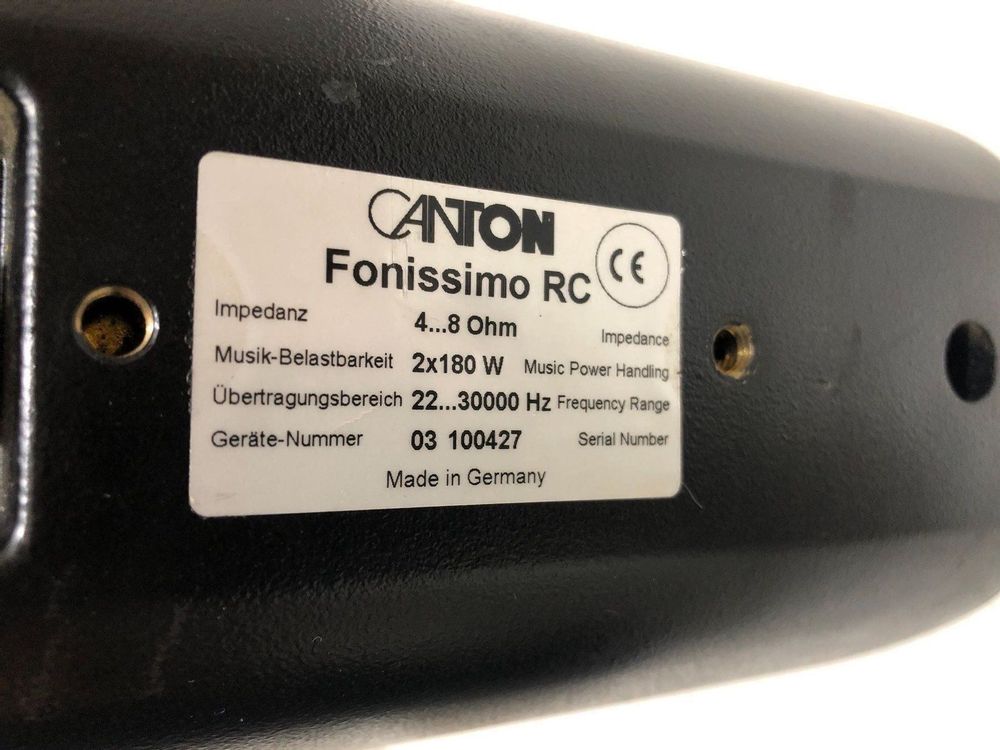 CANTON
Fonissimo RC
CE
Impedanz 4...8 Ohm Impedance
Musik-Belastbarkeit 2x180 W Music Power Handling
Übertragungsbereich 22...30000 Hz Frequency Range
Geräte-Nummer 03 100427 Serial Number
Made in Germany